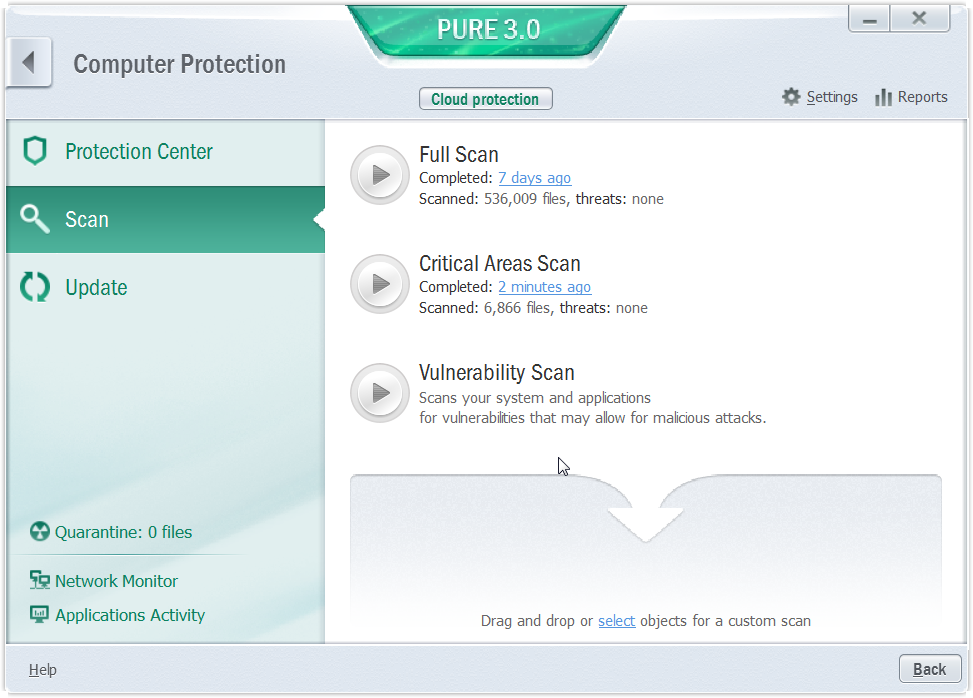 PURE 3.0
Computer Protection
Cloud protection
Settings
Reports
Protection Center
Scan
Update
Quarantine: 0 files
Network Monitor
Applications Activity
Full Scan
Completed: 7 days ago
Scanned: 536,009 files, threats: none
Critical Areas Scan
Completed: 2 minutes ago
Scanned: 6,866 files, threats: none
Vulnerability Scan
Scans your system and applications
for vulnerabilities that may allow for malicious attacks.
Drag and drop or select objects for a custom scan
Help
Back